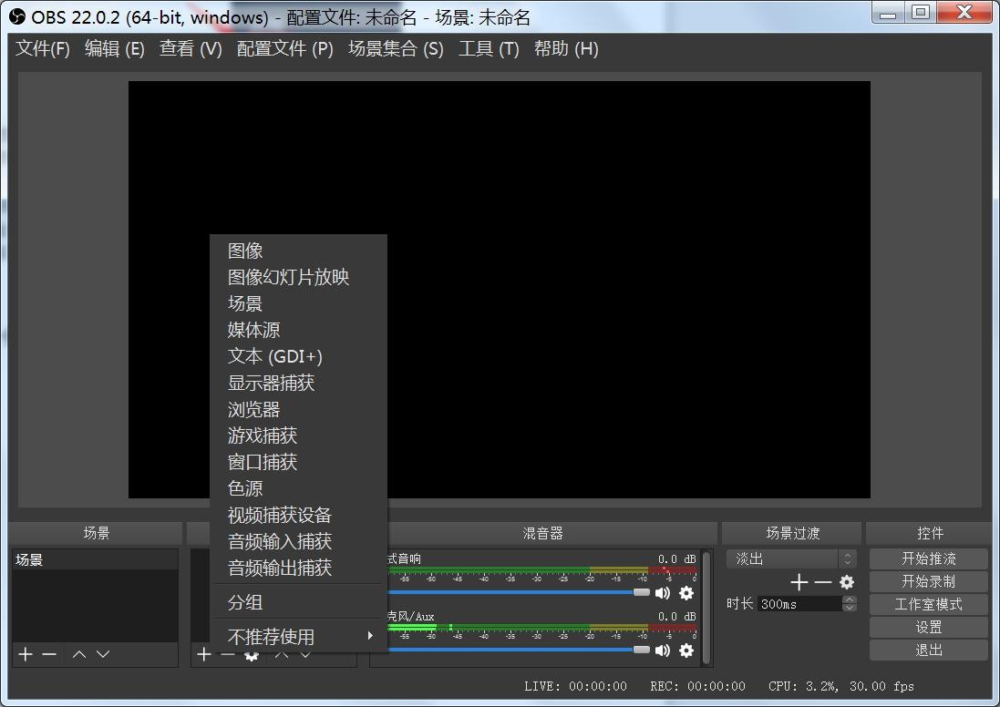 OBS 22.0.2 (64-bit, windows) - 配置文件: 未命名 - 场景: 未命名
文件(F) 编辑 (E) 查看 (V) 配置文件 (P) 场景集合 (S) 工具 (T) 帮助 (H)
图像
图像幻灯片放映
场景
媒体源
文本 (GDI+)
显示器捕获
浏览器
游戏捕获
窗口捕获
色源
视频捕获设备
音频输入捕获
音频输出捕获
分组
不推荐使用
场景
场景
混音器
式音响 0.0 dB
-55 -50 -45 -40 -35 -30 -25 -20 -15 -10 -5 0
克风/Aux 0.0 dB
-55 -50 -45 -40 -35 -30 -25 -20 -15 -10 -5 0
场景过渡
淡出
时长 300ms
控件
开始推流
开始录制
工作室模式
设置
退出
LIVE: 00:00:00 REC: 00:00:00 CPU: 3.2%, 30.00 fps